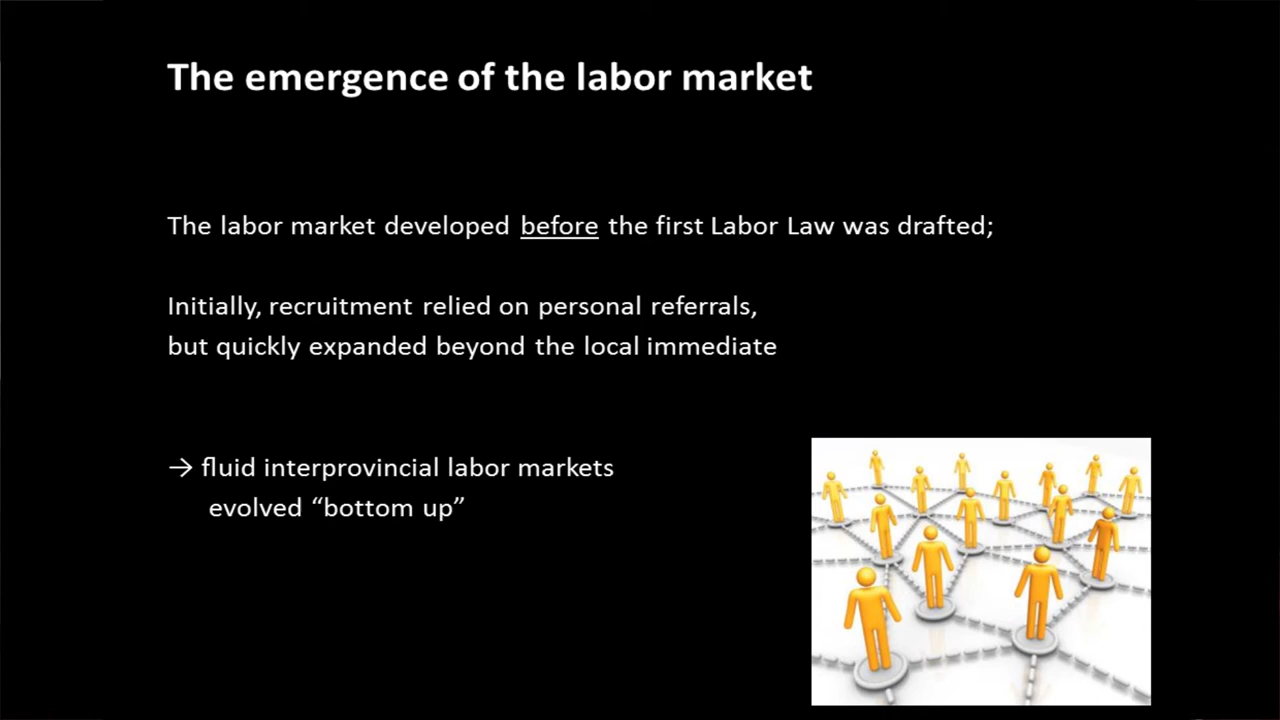 The emergence of the labor market
The labor market developed before the first Labor Law was drafted;
Initially, recruitment relied on personal referrals,
but quickly expanded beyond the local immediate
→ fluid interprovincial labor markets
evolved “bottom up”